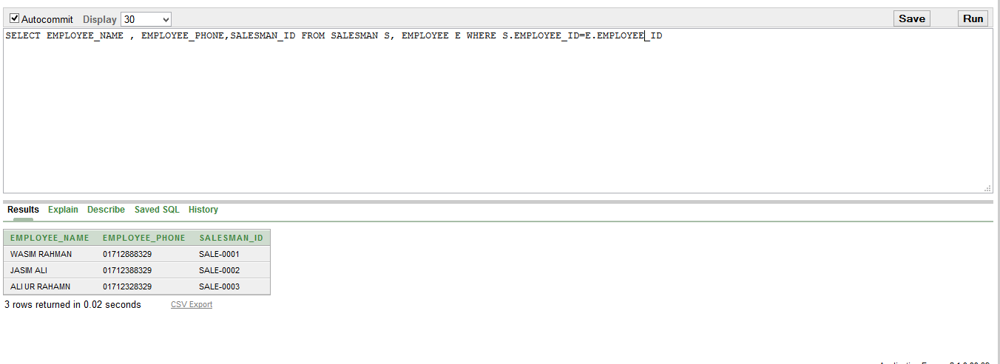 Autocommit Display 30 Save Run
SELECT EMPLOYEE_NAME , EMPLOYEE_PHONE,SALESMAN_ID FROM SALESMAN S, EMPLOYEE E WHERE S.EMPLOYEE_ID=E.EMPLOYEE_ID
Results Explain Describe Saved SQL History
EMPLOYEE_NAME EMPLOYEE_PHONE SALESMAN_ID
WASIM RAHMAN 01712888329 SALE-0001
JASIM ALI 01712388329 SALE-0002
ALI UR RAHAMN 01712328329 SALE-0003
3 rows returned in 0.02 seconds CSV Export